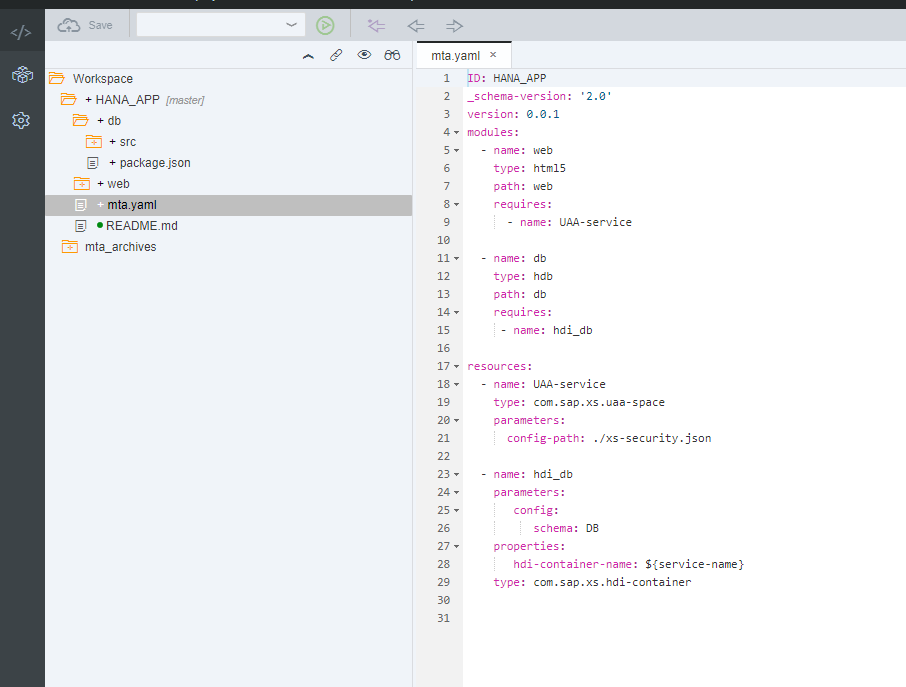 Save
Workspace
+ HANA_APP [master]
+ db
+ src
+ package.json
+ web
+ mta.yaml
README.md
mta_archives
mta.yaml ×
1 ID: HANA_APP
2 _schema-version: '2.0'
3 version: 0.0.1
4 modules:
5 - name: web
6 type: html5
7 path: web
8 requires:
9 - name: UAA-service
10
11 - name: db
12 type: hdb
13 path: db
14 requires:
15 - name: hdi_db
16
17 resources:
18 - name: UAA-service
19 type: com.sap.xs.uaa-space
20 parameters:
21 config-path: ./xs-security.json
22
23 - name: hdi_db
24 parameters:
25 config:
26 schema: DB
27 properties:
28 hdi-container-name: ${service-name}
29 type: com.sap.xs.hdi-container
30
31